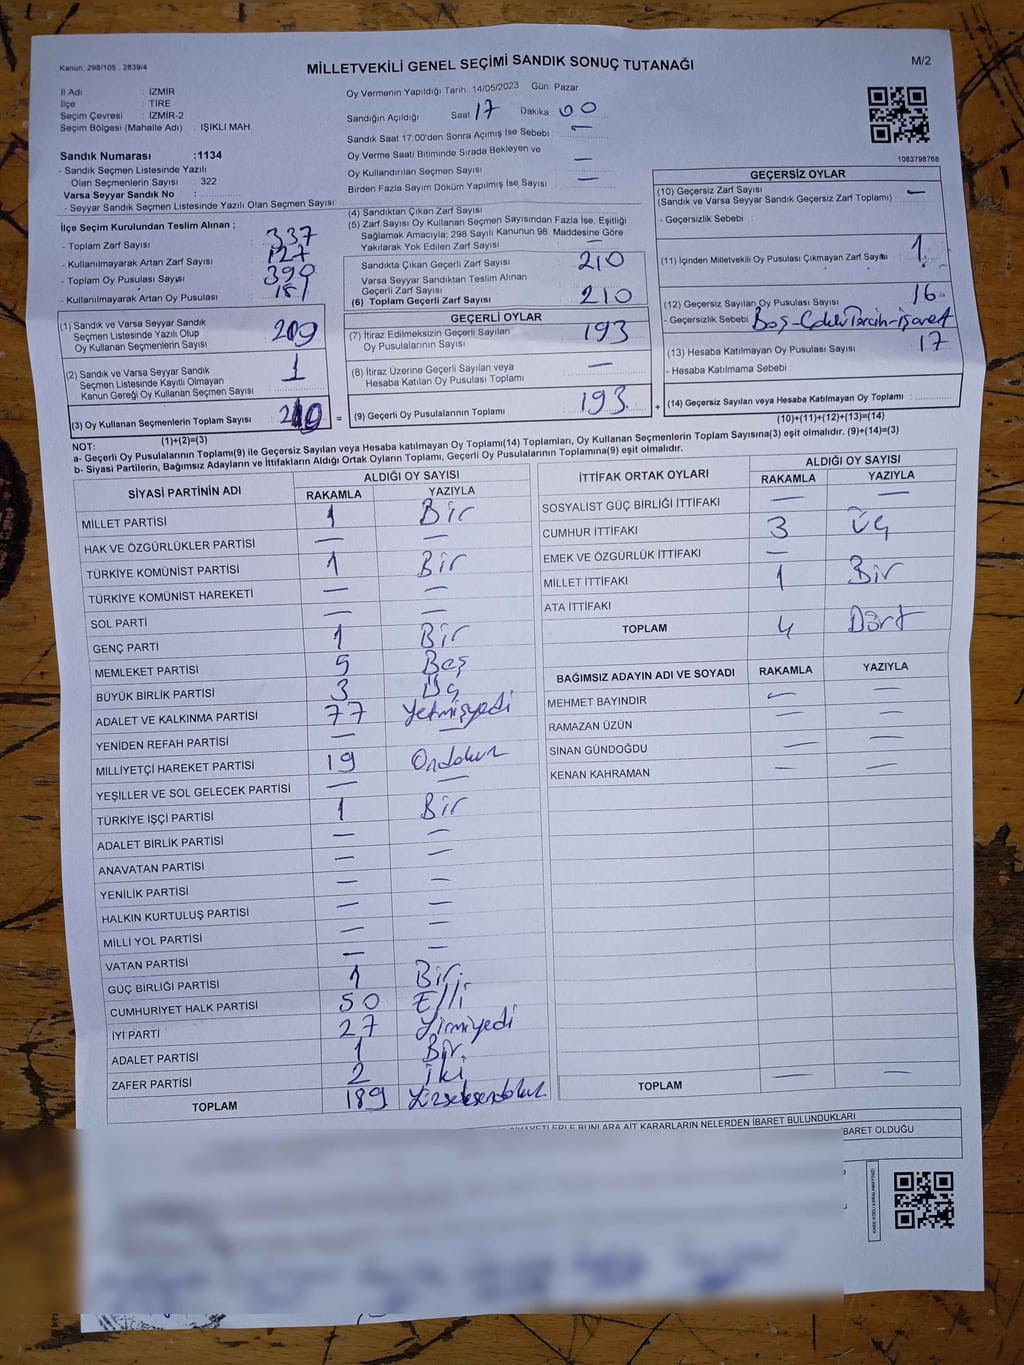 Kanun: 298/105 . 2839/4
MİLLETVEKİLİ GENEL SEÇİMİ SANDIK SONUÇ TUTANAĞI
M/2
İl Adı : İZMİR
İlçe : TİRE
Seçim Çevresi : İZMİR-2
Seçim Bölgesi (Mahalle Adı) : IŞIKLI MAH.
Oy Vermenin Yapıldığı Tarih :14/05/2023 Gün: Pazar
Sandığın Açıldığı Saat 17 Dakika 00
Sandık Saat 17:00'den Sonra Açılmış İse Sebebi : —
Oy Verme Saati Bitiminde Sırada Bekleyen ve
Oy Kullandırılan Seçmen Sayısı : —
Birden Fazla Sayım Döküm Yapılmış İse Sayısı : —
Sandık Numarası :1134
- Sandık Seçmen Listesinde Yazılı
Olan Seçmenlerin Sayısı : 322
Varsa Seyyar Sandık No :
- Seyyar Sandık Seçmen Listesinde Yazılı Olan Seçmen Sayısı:
1083798768
İlçe Seçim Kurulundan Teslim Alınan ;
- Toplam Zarf Sayısı : 337
- Kullanılmayarak Artan Zarf Sayısı : 127
- Toplam Oy Pusulası Sayısı : 390
- Kullanılmayarak Artan Oy Pusulası : 181
(1) Sandık ve Varsa Seyyar Sandık
Seçmen Listesinde Yazılı Olup
Oy Kullanan Seçmenlerin Sayısı : 209
(2) Sandık ve Varsa Seyyar Sandık
Seçmen Listesinde Kayıtlı Olmayan
Kanun Gereği Oy Kullanan Seçmen Sayısı : 1
(3) Oy Kullanan Seçmenlerin Toplam Sayısı : 210
(1)+(2)=(3)
(4) Sandıktan Çıkan Zarf Sayısı
(5) Zarf Sayısı Oy Kullanan Seçmen Sayısından Fazla İse, Eşitliği
Sağlamak Amacıyla; 298 Sayılı Kanunun 98. Maddesine Göre
Yakılarak Yok Edilen Zarf Sayısı : —
Sandıkta Çıkan Geçerli Zarf Sayısı : 210
Varsa Seyyar Sandıktan Teslim Alınan
Geçerli Zarf Sayısı :
(6) Toplam Geçerli Zarf Sayısı : 210
GEÇERLİ OYLAR
(7) İtiraz Edilmeksizin Geçerli Sayılan
Oy Pusulalarının Sayısı : 193
(8) İtiraz Üzerine Geçerli Sayılan veya
Hesaba Katılan Oy Pusulası Toplamı : —
= (9) Geçerli Oy Pusulalarının Toplamı : 193 +
GEÇERSİZ OYLAR
(10) Geçersiz Zarf Sayısı : —
(Sandık ve Varsa Seyyar Sandık Geçersiz Zarf Toplamı)
- Geçersizlik Sebebi :
(11) İçinden Milletvekili Oy Pusulası Çıkmayan Zarf Sayısı : 1
(12) Geçersiz Sayılan Oy Pusulası Sayısı : 16
- Geçersizlik Sebebi : Boş-
(13) Hesaba Katılmayan Oy Pusulası Sayısı : 17
- Hesaba Katılmama Sebebi :
(14) Geçersiz Sayılan veya Hesaba Katılmayan Oy Toplamı :
(10)+(11)+(12)+(13)=(14)
NOT:
a- Geçerli Oy Pusulalarının Toplamı(9) ile Geçersiz Sayılan veya Hesaba katılmayan Oy Toplamı(14) Toplamları, Oy Kullanan Seçmenlerin Toplam Sayısına(3) eşit olmalıdır. (9)+(14)=(3)
b- Siyasi Partilerin, Bağımsız Adayların ve İttifakların Aldığı Ortak Oyların Toplamı, Geçerli Oy Pusulalarının Toplamına(9) eşit olmalıdır.
SİYASİ PARTİNİN ADI ALDIĞI OY SAYISI
RAKAMLA YAZIYLA
MİLLET PARTİSİ 1 Bir
HAK VE ÖZGÜRLÜKLER PARTİSİ — —
TÜRKİYE KOMÜNİST PARTİSİ 1 Bir
TÜRKİYE KOMÜNİST HAREKETİ — —
SOL PARTİ — —
GENÇ PARTİ 1 Bir
MEMLEKET PARTİSİ 5 Beş
BÜYÜK BİRLİK PARTİSİ 3 Üç
ADALET VE KALKINMA PARTİSİ 77 Yetmişyedi
YENİDEN REFAH PARTİSİ — —
MİLLİYETÇİ HAREKET PARTİSİ 19 Ondokuz
YEŞİLLER VE SOL GELECEK PARTİSİ — —
TÜRKİYE İŞÇİ PARTİSİ 1 Bir
ADALET BİRLİK PARTİSİ — —
ANAVATAN PARTİSİ — —
YENİLİK PARTİSİ — —
HALKIN KURTULUŞ PARTİSİ — —
MİLLİ YOL PARTİSİ — —
VATAN PARTİSİ — —
GÜÇ BİRLİĞİ PARTİSİ 1 Bir
CUMHURİYET HALK PARTİSİ 50 Elli
İYİ PARTİ 27 Yirmiyedi
ADALET PARTİSİ 1 Bir
ZAFER PARTİSİ 2 İki
TOPLAM 189 Yüzseksendokuz
İTTİFAK ORTAK OYLARI ALDIĞI OY SAYISI
RAKAMLA YAZIYLA
SOSYALİST GÜÇ BİRLİĞİ İTTİFAKI — —
CUMHUR İTTİFAKI 3 Üç
EMEK VE ÖZGÜRLÜK İTTİFAKI —
MİLLET İTTİFAKI 1 Bir
ATA İTTİFAKI
TOPLAM 4 Dört
BAĞIMSIZ ADAYIN ADI VE SOYADI RAKAMLA YAZIYLA
MEHMET BAYINDIR — —
RAMAZAN ÜZÜN — —
SİNAN GÜNDOĞDU — —
KENAN KAHRAMAN — —
TOPLAM — —
BUNLARA AİT KARARLARIN NELERDEN İBARET BULUNDUKLARI
BARET OLDUĞU